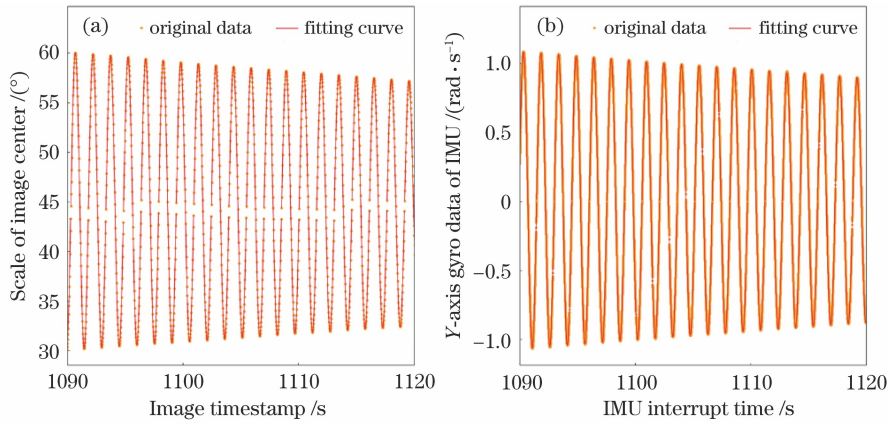 (a) original data fitting curve
60
55
50
45
40
35
30
1090 1100 1110 1120
Scale of image center /(°)
Image timestamp /s
(b) original data fitting curve
1.0
0.5
0
−0.5
−1.0
1090 1100 1110 1120
Y-axis gyro data of IMU /(rad·s⁻¹)
IMU interrupt time /s